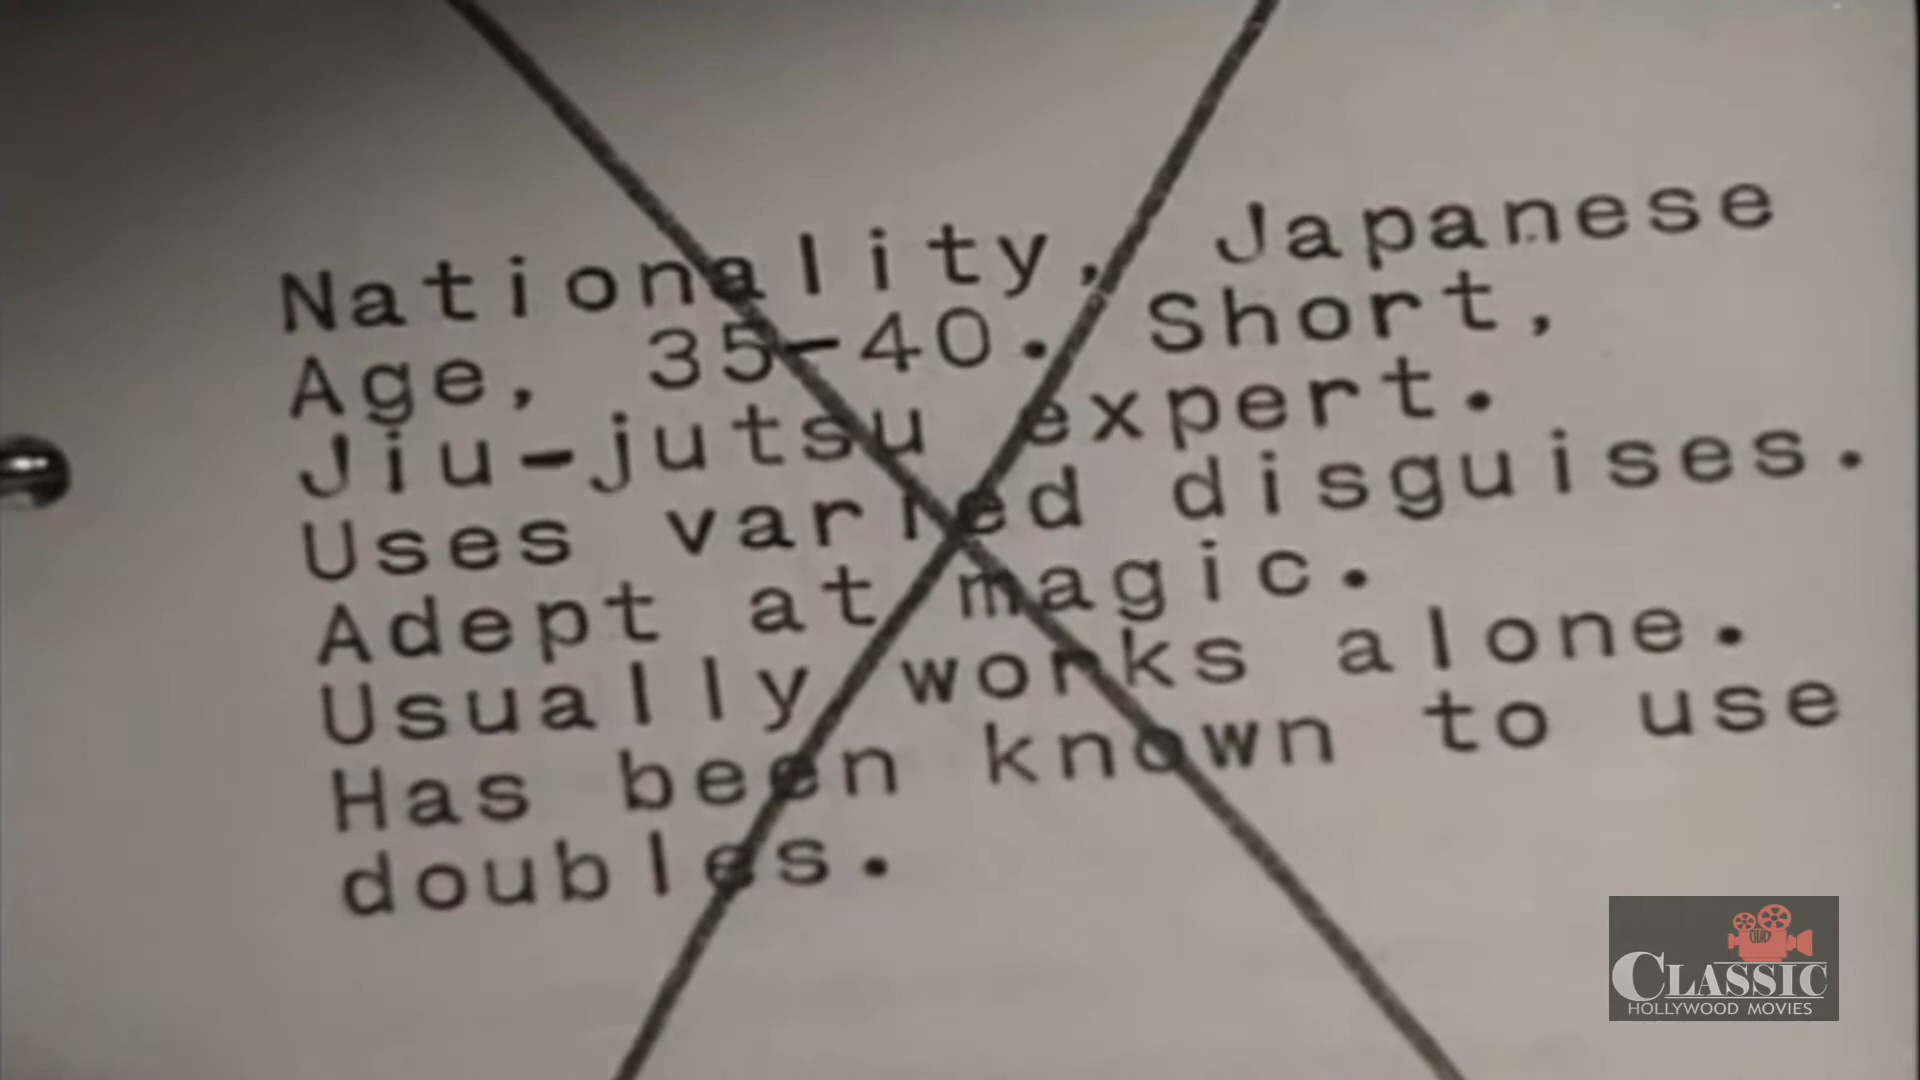 Nationality, Japanese
Age, 35-40. Short,
Jiu-jutsu expert.
Uses varied disguises.
Adept at magic.
Usually works alone.
Has been known to use
doubles.
CLASSIC
HOLLYWOOD MOVIES